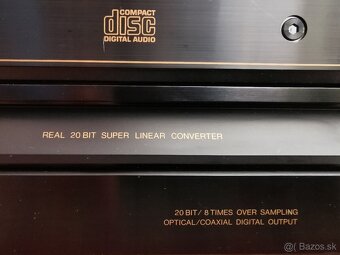 COMPACT
disc
DIGITAL AUDIO
REAL 20 BIT SUPER LINEAR CONVERTER
20 BIT/ 8 TIMES OVER SAMPLING
OPTICAL/COAXIAL DIGITAL OUTPUT
Bazos.sk